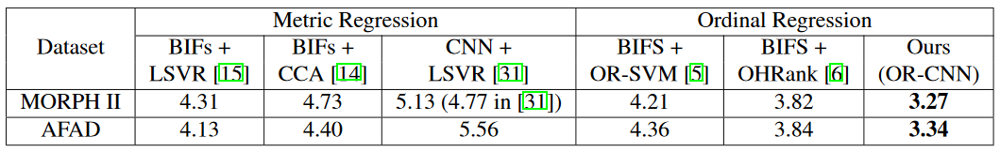 Metric Regression Ordinal Regression
Dataset BIFs + BIFs + CNN + BIFS + BIFS + Ours
LSVR [15] CCA [14] LSVR [31] OR-SVM [5] OHRank [6] (OR-CNN)
MORPH II 4.31 4.73 5.13 (4.77 in [31]) 4.21 3.82 3.27
AFAD 4.13 4.40 5.56 4.36 3.84 3.34